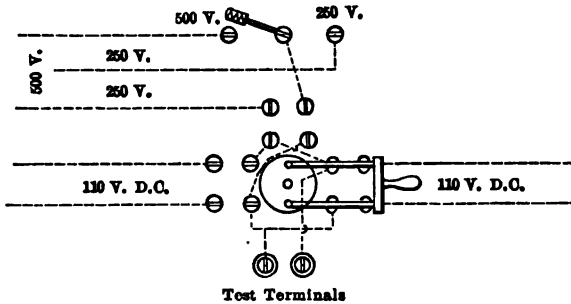 500 V.
250 V.
250 V.
500 V.
250 V.
110 V. D.C.
110 V. D.C.
Test Terminals